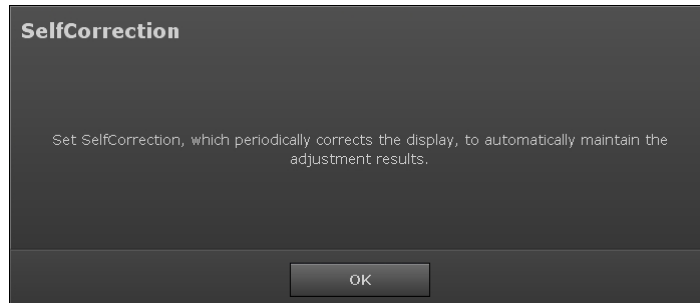 SelfCorrection
Set SelfCorrection, which periodically corrects the display, to automatically maintain the
adjustment results.
OK